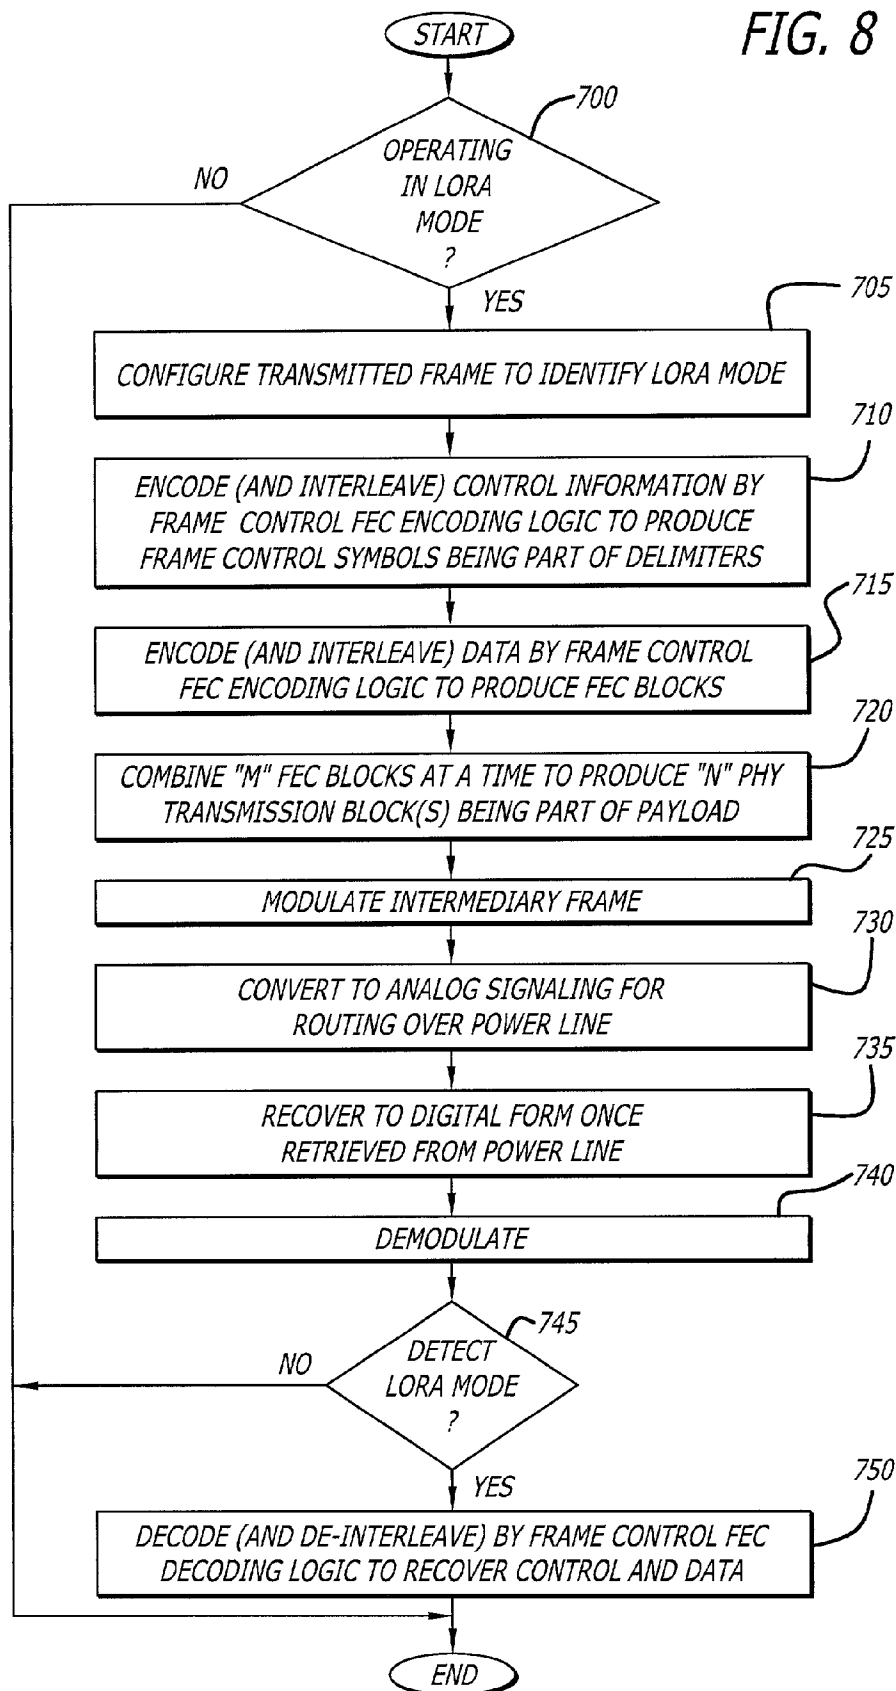 FIG. 8
START
700
OPERATING
IN LORA
MODE
?
NO
YES
705
CONFIGURE TRANSMITTED FRAME TO IDENTIFY LORA MODE
710
ENCODE (AND INTERLEAVE) CONTROL INFORMATION BY
FRAME CONTROL FEC ENCODING LOGIC TO PRODUCE
FRAME CONTROL SYMBOLS BEING PART OF DELIMITERS
715
ENCODE (AND INTERLEAVE) DATA BY FRAME CONTROL
FEC ENCODING LOGIC TO PRODUCE FEC BLOCKS
720
COMBINE "M" FEC BLOCKS AT A TIME TO PRODUCE "N" PHY
TRANSMISSION BLOCK(S) BEING PART OF PAYLOAD
725
MODULATE INTERMEDIARY FRAME
730
CONVERT TO ANALOG SIGNALING FOR
ROUTING OVER POWER LINE
735
RECOVER TO DIGITAL FORM ONCE
RETRIEVED FROM POWER LINE
740
DEMODULATE
745
DETECT
LORA MODE
?
NO
YES
750
DECODE (AND DE-INTERLEAVE) BY FRAME CONTROL FEC
DECODING LOGIC TO RECOVER CONTROL AND DATA
END